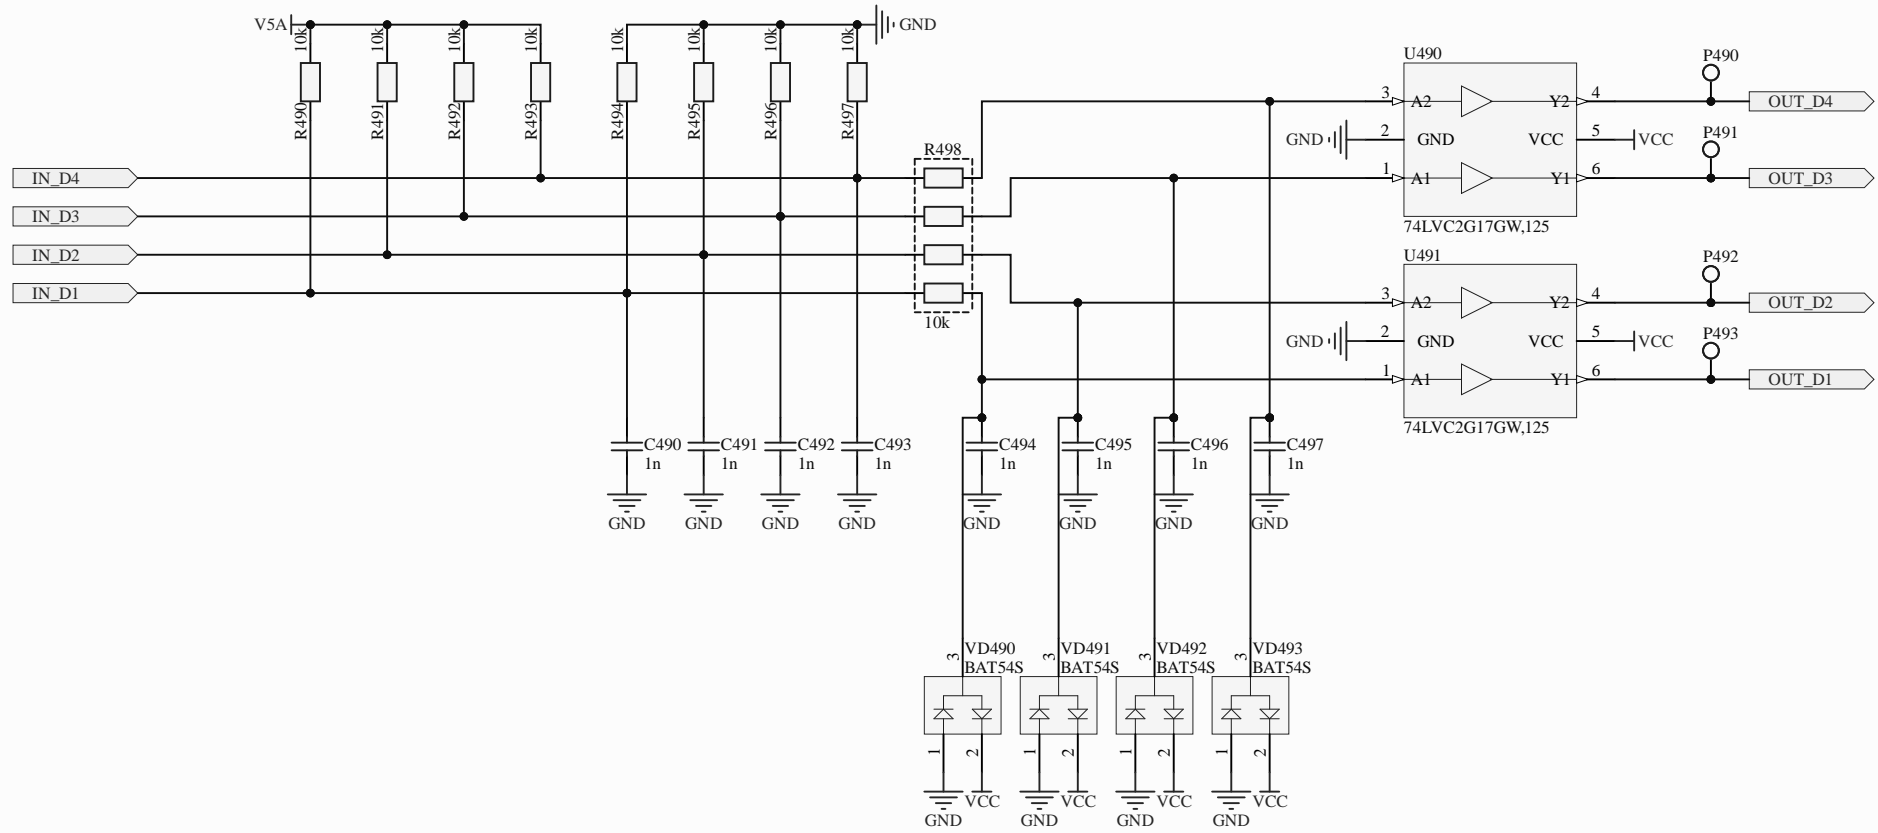 V5A
10k
10k
10k
10k
10k
10k
10k
10k
GND
R490
R491
R492
R493
R494
R495
R496
R497
IN_D4
IN_D3
IN_D2
IN_D1
R498
10k
U490
3 A2 Y2 4
GND 2 GND VCC 5 VCC
1 A1 Y1 6
74LVC2G17GW,125
P490
OUT_D4
P491
OUT_D3
U491
3 A2 Y2 4
GND 2 GND VCC 5 VCC
1 A1 Y1 6
74LVC2G17GW,125
P492
OUT_D2
P493
OUT_D1
C490
1n
GND
C491
1n
GND
C492
1n
GND
C493
1n
GND
C494
1n
GND
C495
1n
GND
C496
1n
GND
C497
1n
GND
3
VD490
BAT54S
1
2
GND
VCC
3
VD491
BAT54S
1
2
GND
VCC
3
VD492
BAT54S
1
2
GND
VCC
3
VD493
BAT54S
1
2
GND
VCC